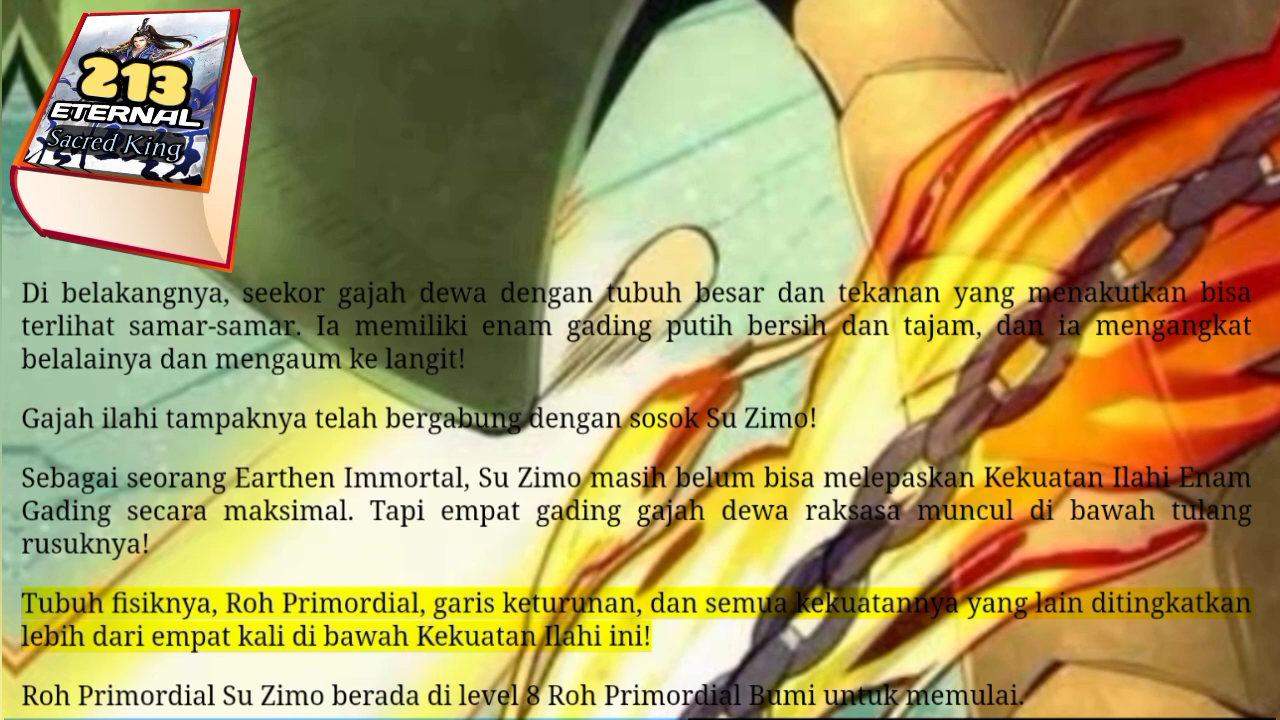 213
ETERNAL
Sacred King
Di belakangnya, seekor gajah dewa dengan tubuh besar dan tekanan yang menakutkan bisa
terlihat samar-samar. Ia memiliki enam gading putih bersih dan tajam, dan ia mengangkat
belalainya dan mengaum ke langit!
Gajah ilahi tampaknya telah bergabung dengan sosok Su Zimo!
Sebagai seorang Earthen Immortal, Su Zimo masih belum bisa melepaskan Kekuatan Ilahi Enam
Gading secara maksimal. Tapi empat gading gajah dewa raksasa muncul di bawah tulang
rusuknya!
Tubuh fisiknya, Roh Primordial, garis keturunan, dan semua kekuatannya yang lain ditingkatkan
lebih dari empat kali di bawah Kekuatan Ilahi ini!
Roh Primordial Su Zimo berada di level 8 Roh Primordial Bumi untuk memulai.